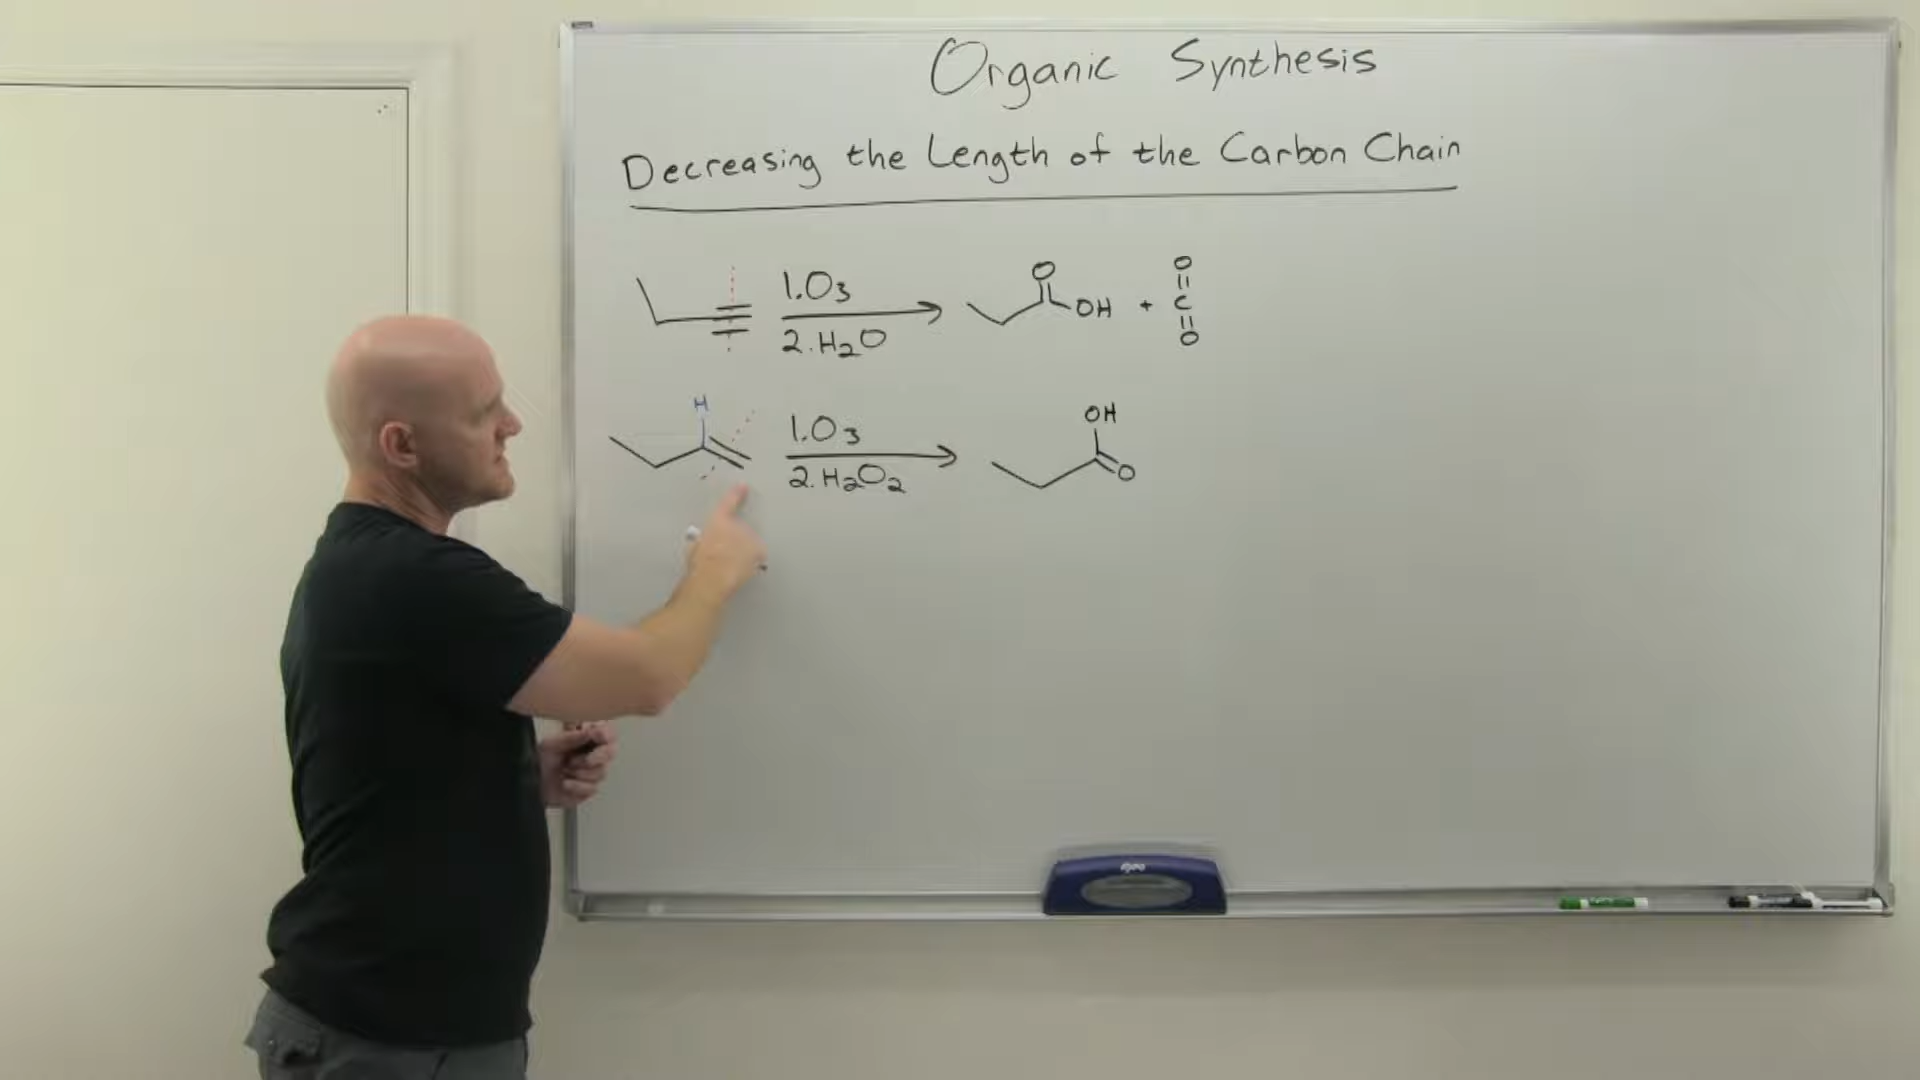 Organic Synthesis
Decreasing the Length of the Carbon Chain
1. O3
2. H2O
O
OH + O=C=O
H
1. O3
2. H2O2
OH
O
expo